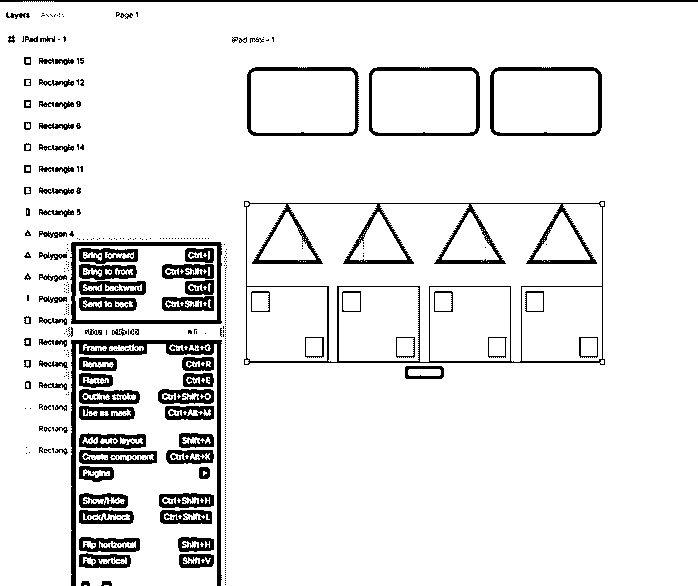 Layers Assets Page 1
iPad mini - 1
iPad mini - 1
Rectangle 15
Rectangle 12
Rectangle 9
Rectangle 6
Rectangle 14
Rectangle 11
Rectangle 8
Rectangle 5
Polygon 4
Polygon
Polygon
Polygon
Rectang
Rectang
Rectang
Rectang
Rectang
Rectang
Rectang
Bring forward Ctrl+]
Bring to front Ctrl+Shift+]
Send backward Ctrl+[
Send to back Ctrl+Shift+[
Frame selection Ctrl+Alt+G
Rename Ctrl+R
Flatten Ctrl+E
Outline stroke Ctrl+Shift+O
Use as mask Ctrl+Alt+M
Add auto layout Shift+A
Create component Ctrl+Alt+K
Plugins
Show/Hide Ctrl+Shift+H
Lock/Unlock Ctrl+Shift+L
Flip horizontal Shift+H
Flip vertical Shift+V